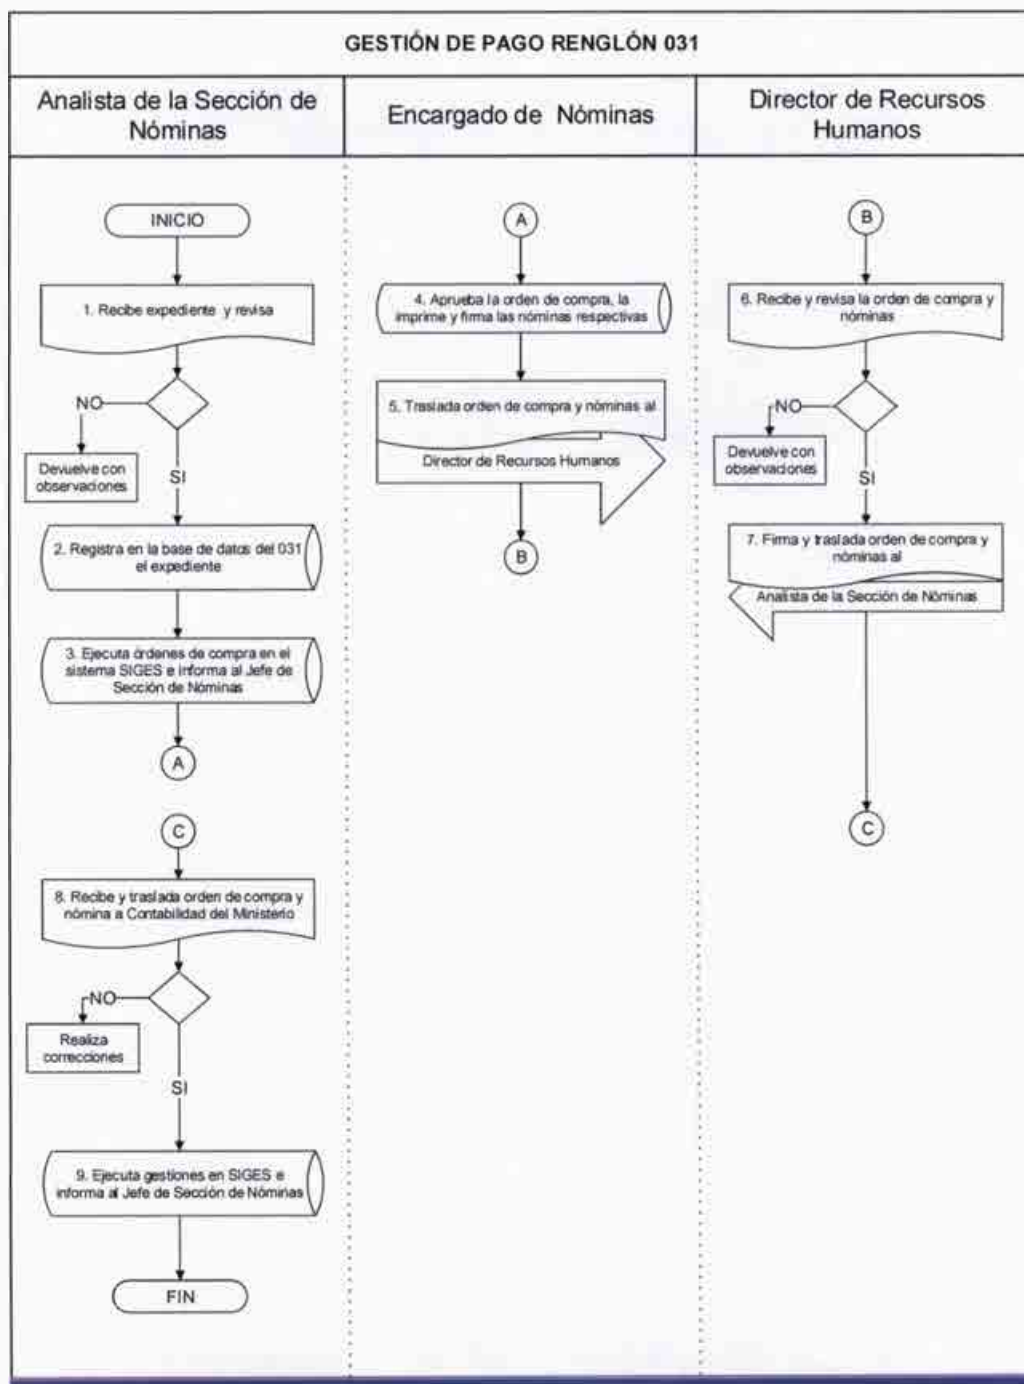 GESTIÓN DE PAGO RENGLÓN 031
Analista de la Sección de
Nóminas
Encargado de Nóminas
Director de Recursos
Humanos
INICIO
1. Recibe expediente y revisa
NO
Devuelve con
observaciones
SI
2. Registra en la base de datos del 031
el expediente
3. Ejecuta órdenes de compra en el
sistema SIGES e informa al Jefe de
Sección de Nóminas
A
C
8. Recibe y traslada orden de compra y
nómina a Contabilidad del Ministerio
NO
Realiza
correcciones
SI
9. Ejecuta gestiones en SIGES e
informa al Jefe de Sección de Nóminas
FIN
A
4. Aprueba la orden de compra, la
imprime y firma las nóminas respectivas
5. Traslada orden de compra y nóminas al
Director de Recursos Humanos
B
B
6. Recibe y revisa la orden de compra y
nóminas
NO
Devuelve con
observaciones
SI
7. Firma y traslada orden de compra y
nóminas al
Analista de la Sección de Nóminas
C